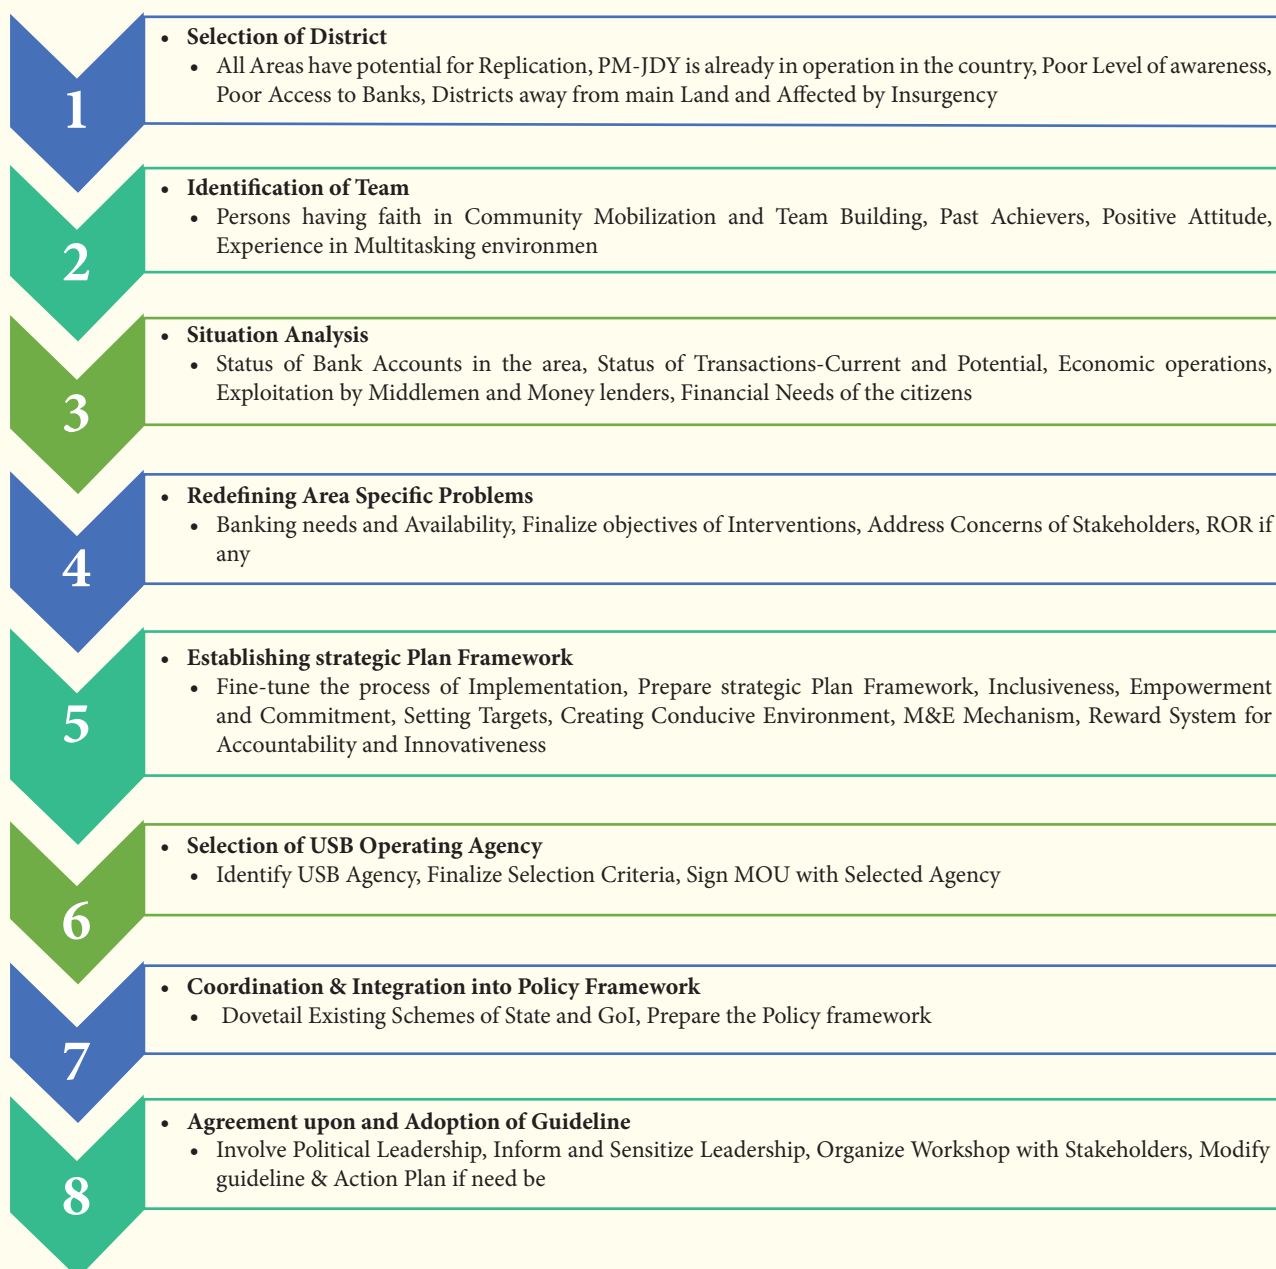 1
• Selection of District
• All Areas have potential for Replication, PM-JDY is already in operation in the country, Poor Level of awareness,
Poor Access to Banks, Districts away from main Land and Affected by Insurgency
2
• Identification of Team
• Persons having faith in Community Mobilization and Team Building, Past Achievers, Positive Attitude,
Experience in Multitasking environmen
3
• Situation Analysis
• Status of Bank Accounts in the area, Status of Transactions-Current and Potential, Economic operations,
Exploitation by Middlemen and Money lenders, Financial Needs of the citizens
4
• Redefining Area Specific Problems
• Banking needs and Availability, Finalize objectives of Interventions, Address Concerns of Stakeholders, ROR if
any
5
• Establishing strategic Plan Framework
• Fine-tune the process of Implementation, Prepare strategic Plan Framework, Inclusiveness, Empowerment
and Commitment, Setting Targets, Creating Conducive Environment, M&E Mechanism, Reward System for
Accountability and Innovativeness
6
• Selection of USB Operating Agency
• Identify USB Agency, Finalize Selection Criteria, Sign MOU with Selected Agency
7
• Coordination & Integration into Policy Framework
• Dovetail Existing Schemes of State and GoI, Prepare the Policy framework
8
• Agreement upon and Adoption of Guideline
• Involve Political Leadership, Inform and Sensitize Leadership, Organize Workshop with Stakeholders, Modify
guideline & Action Plan if need be